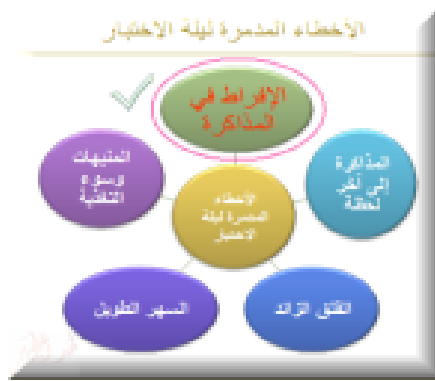 الأخطاء المدمرة ليلة الاختبار
الإفراط في
المذاكرة
المذاكرة
إلى آخر
لحظة
القلق الزائد
السهر الطويل
المنبهات
وسوء
التغذية
الأخطاء
المدمرة ليلة
الاختبار